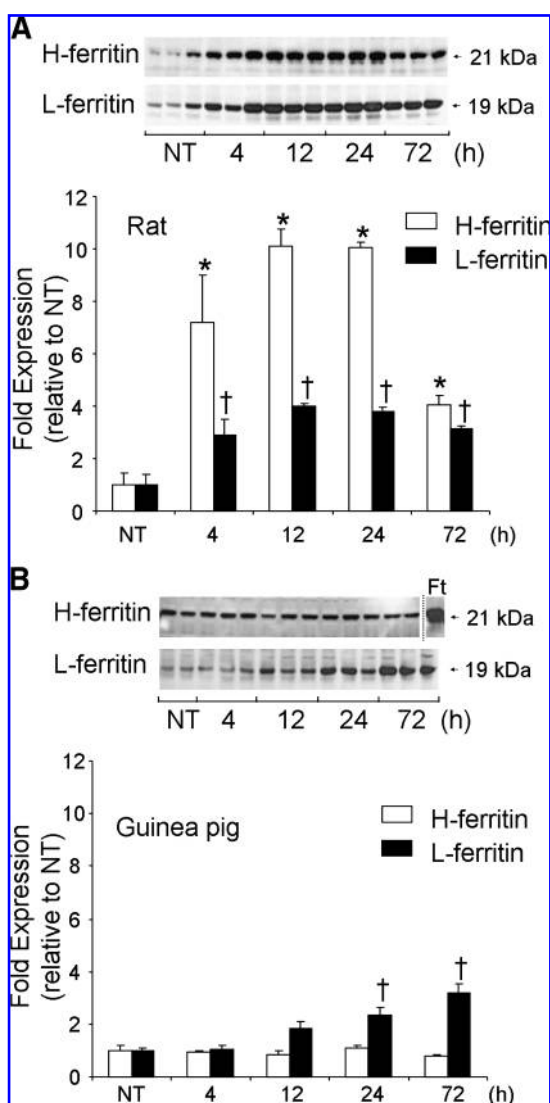 A
H-ferritin ← 21 kDa
L-ferritin ← 19 kDa
NT 4 12 24 72 (h)
Rat
H-ferritin
L-ferritin
Fold Expression
(relative to NT)
12
10
8
6
4
2
0
* † * † * † * †
NT 4 12 24 72 (h)
B
Ft
H-ferritin ← 21 kDa
L-ferritin ← 19 kDa
NT 4 12 24 72 (h)
Guinea pig
H-ferritin
L-ferritin
Fold Expression
(relative to NT)
12
10
8
6
4
2
0
† †
NT 4 12 24 72 (h)